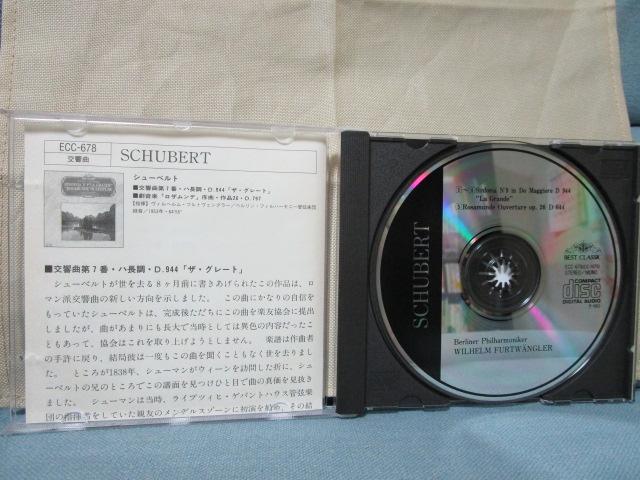 ECC-678
交響曲
SCHUBERT
シューベルト
■交響曲第7番・ハ長調・D.944「ザ・グレート」
■劇音楽「ロザムンデ」序曲・作品26・D.797
■交響曲第7番・ハ長調・D.944「ザ・グレート」
シューベルトが世を去る8ヶ月前に書きあげられたこの作品は、ロ
マン派交響曲の新しい方向を示しました。 この曲にかなりの自信
をもっていたシューベルトは、完成後ただちにこの曲を楽友協会に提出
しましたが、曲があまりにも長大で当時としては異色の内容だったこ
ともあって、協会はこれを取り上げようとしません。 楽譜は作曲者
の手許に戻り、結局彼は一度もこの曲を聞くこともなく世を去りまし
た。 ところが1838年、シューマンがウィーンを訪問した折に、シュー
ベルトの兄のところでこの譜面を見つけひと目で曲の真価を見抜き
ました。 シューマンは当時、ライプツィヒ・ゲバントハウス管弦楽
団の指揮者をしていた親友のメンデルスゾーンに初演を
SCHUBERT
Sinfonia N°9 in Do Maggiore D 944
"La Grande"
Rosamunde Ouverture op. 26 D 644
BEST CLASSIK
STEREO/MONO
COMPACT
disc
DIGITAL AUDIO
Berliner Philharmoniker
WILHELM FURTWÄNGLER